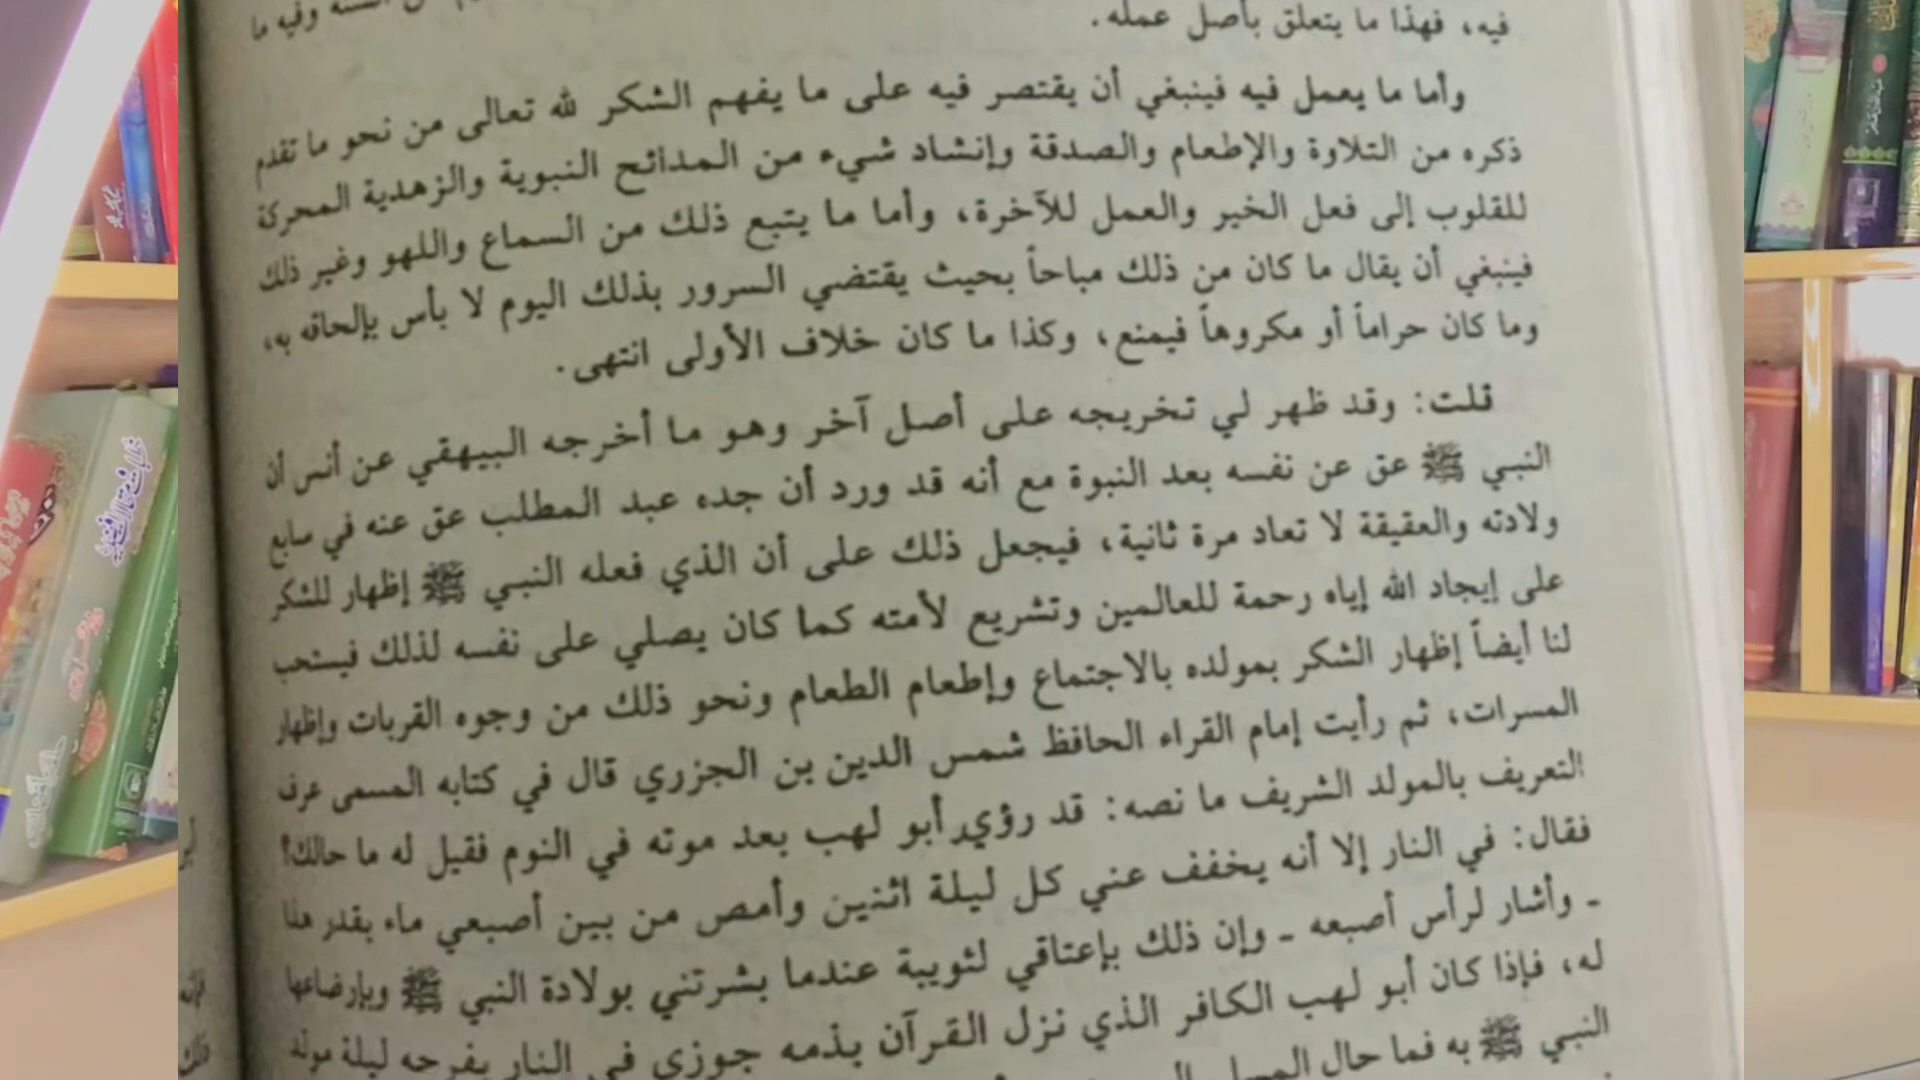 السنة وفيه ما
فيه، فهذا ما يتعلق بأصل عمله.
وأما ما يعمل فيه فينبغي أن يقتصر فيه على ما يفهم الشكر لله تعالى من نحو ما تقدم
ذكره من التلاوة والإطعام والصدقة وإنشاد شيء من المدائح النبوية والزهدية المحركة
للقلوب إلى فعل الخير والعمل للآخرة، وأما ما يتبع ذلك من السماع واللهو وغير ذلك
فينبغي أن يقال ما كان من ذلك مباحاً بحيث يقتضي السرور بذلك اليوم لا بأس بإلحاقه به،
وما كان حراماً أو مكروهاً فيمنع، وكذا ما كان خلاف الأولى انتهى.
قلت: وقد ظهر لي تخريجه على أصل آخر وهو ما أخرجه البيهقي عن أنس أن
النبي ﷺ عق عن نفسه بعد النبوة مع أنه قد ورد أن جده عبد المطلب عق عنه في سابع
ولادته والعقيقة لا تعاد مرة ثانية، فيجعل ذلك على أن الذي فعله النبي ﷺ إظهار للشكر
على إيجاد الله إياه رحمة للعالمين وتشريع لأمته كما كان يصلي على نفسه لذلك فيستحب
لنا أيضاً إظهار الشكر بمولده بالاجتماع وإطعام الطعام ونحو ذلك من وجوه القربات وإظهار
المسرات، ثم رأيت إمام القراء الحافظ شمس الدين بن الجزري قال في كتابه المسمى عرف
التعريف بالمولد الشريف ما نصه: قد رؤي أبو لهب بعد موته في النوم فقيل له ما حالك؟
فقال: في النار إلا أنه يخفف عني كل ليلة اثنين وأمص من بين أصبعي ماء بقدر هذا
- وأشار لرأس أصبعه - وإن ذلك بإعتاقي لثويبة عندما بشرتني بولادة النبي ﷺ وبإرضاعها
له، فإذا كان أبو لهب الكافر الذي نزل القرآن بذمه جوزي في النار بفرحه ليلة مولد
النبي ﷺ به فما حال